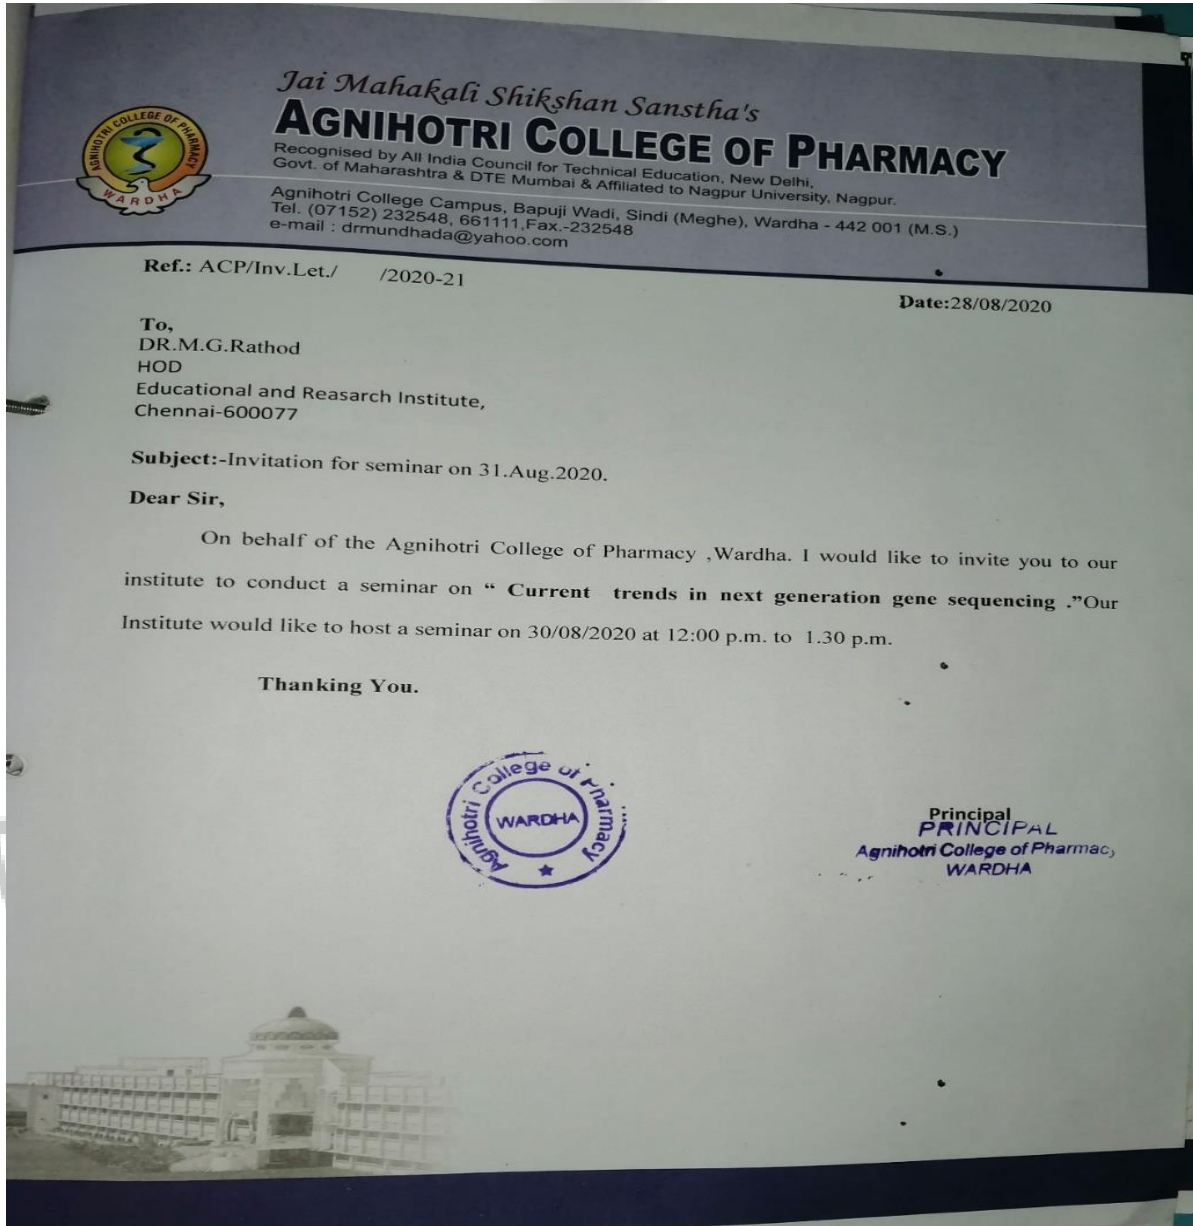 Jai Mahakali Shikshan Sanstha's
AGNIHOTRI COLLEGE OF PHARMACY
Recognised by All India Council for Technical Education, New Delhi,
Govt. of Maharashtra & DTE Mumbai & Affiliated to Nagpur University, Nagpur.
Agnihotri College Campus, Bapuji Wadi, Sindi (Meghe), Wardha - 442 001 (M.S.)
Tel. (07152) 232548, 661111,Fax.-232548
e-mail : drmundhada@yahoo.com
AGNIHOTRI COLLEGE OF PHARMACY
WARDHA
Ref.: ACP/Inv.Let./ /2020-21
Date:28/08/2020
To,
DR.M.G.Rathod
HOD
Educational and Reasarch Institute,
Chennai-600077
Subject:-Invitation for seminar on 31.Aug.2020.
Dear Sir,
On behalf of the Agnihotri College of Pharmacy ,Wardha. I would like to invite you to our
institute to conduct a seminar on “ Current trends in next generation gene sequencing .”Our
Institute would like to host a seminar on 30/08/2020 at 12:00 p.m. to 1.30 p.m.
Thanking You.
Agnihotri College of Pharmacy
WARDHA
Principal
PRINCIPAL
Agnihotri College of Pharmacy
WARDHA